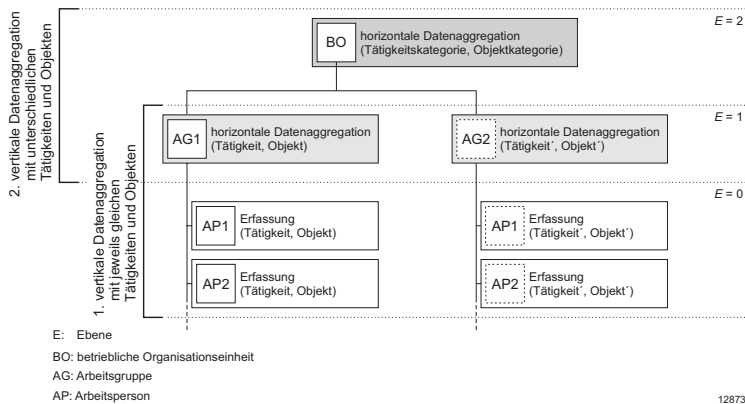 2. vertikale Datenaggregation
mit unterschiedlichen
Tätigkeiten und Objekten
1. vertikale Datenaggregation
mit jeweils gleichen
Tätigkeiten und Objekten
E = 2
BO
horizontale Datenaggregation
(Tätigkeitskategorie, Objektkategorie)
E = 1
AG1
horizontale Datenaggregation
(Tätigkeit, Objekt)
AG2
horizontale Datenaggregation
(Tätigkeit´, Objekt´)
E = 0
AP1
Erfassung
(Tätigkeit, Objekt)
AP1
Erfassung
(Tätigkeit´, Objekt´)
AP2
Erfassung
(Tätigkeit, Objekt)
AP2
Erfassung
(Tätigkeit´, Objekt´)
E: Ebene
BO: betriebliche Organisationseinheit
AG: Arbeitsgruppe
AP: Arbeitsperson
12873